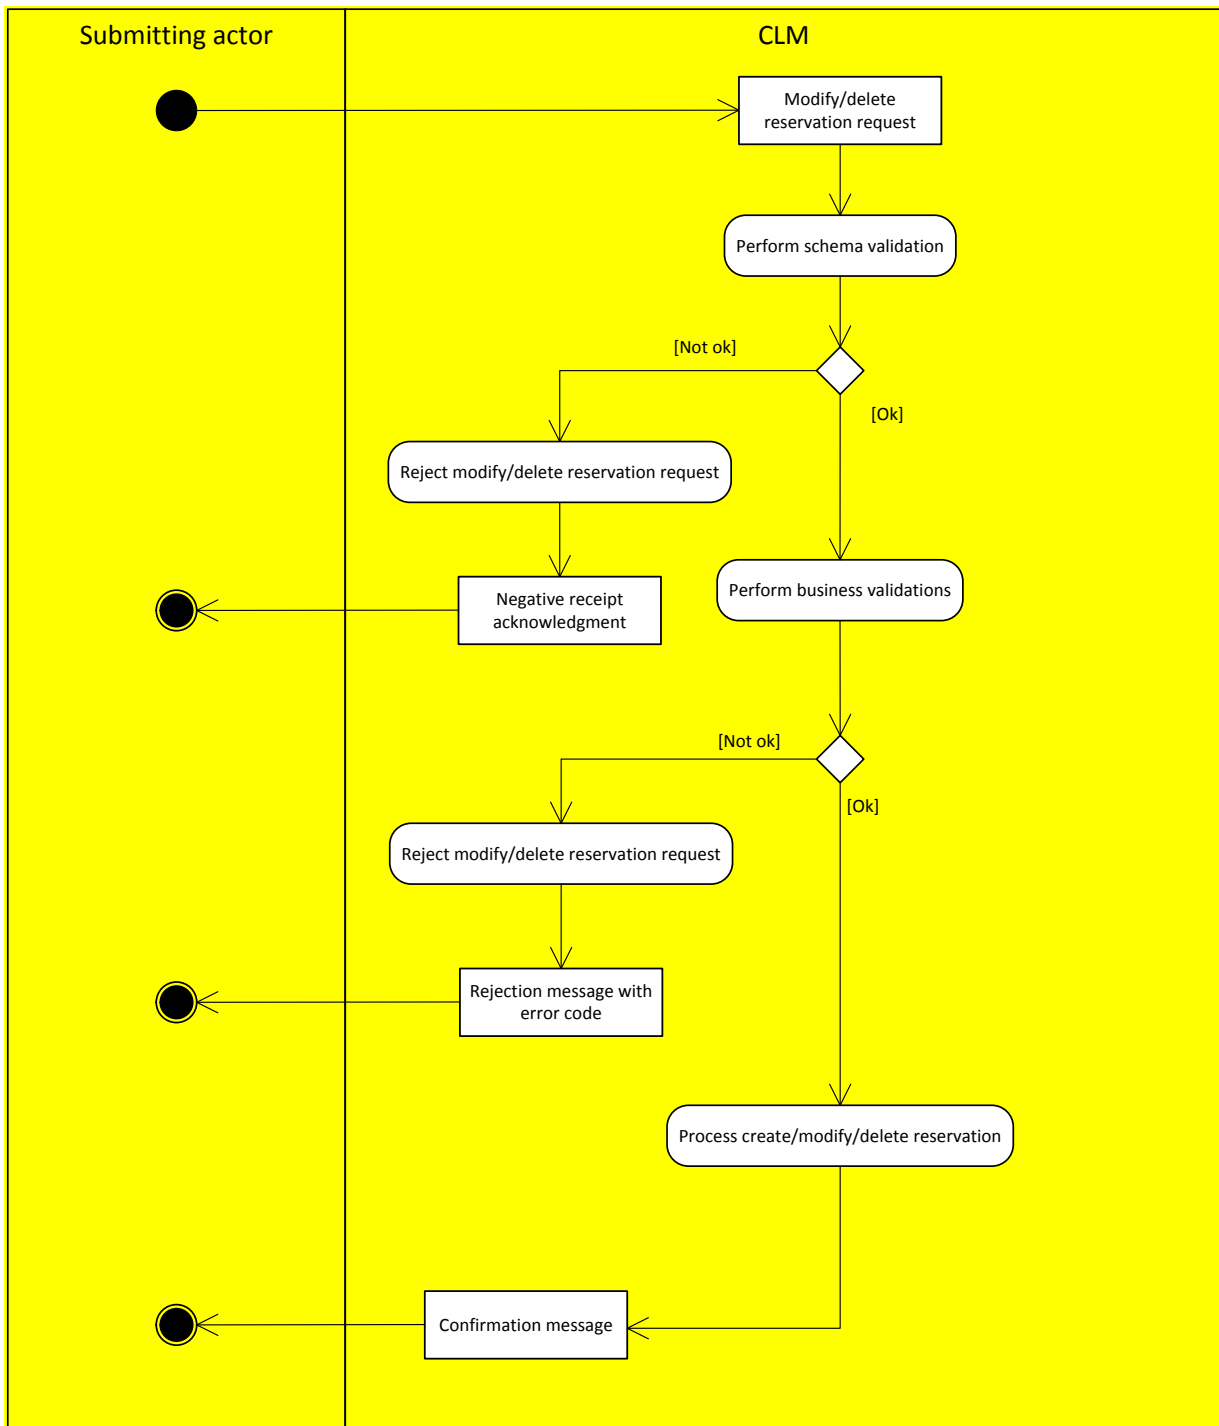 Submitting actor
CLM
Modify/delete
reservation request
Perform schema validation
[Not ok]
[Ok]
Reject modify/delete reservation request
Perform business validations
Negative receipt
acknowledgment
[Not ok]
[Ok]
Reject modify/delete reservation request
Rejection message with
error code
Process create/modify/delete reservation
Confirmation message